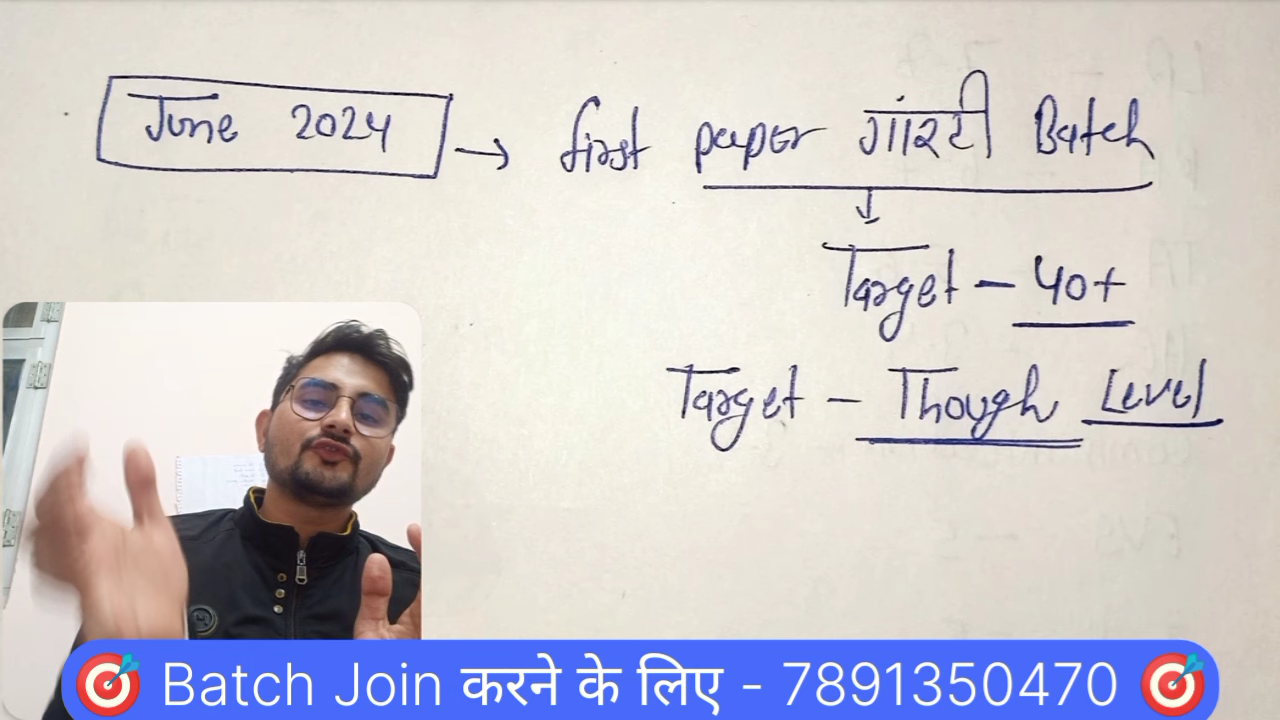 June 2024 → first paper गारंटी Batch
↓
Target - 40+
Target - Though Level
🎯 Batch Join करने के लिए - 7891350470 🎯